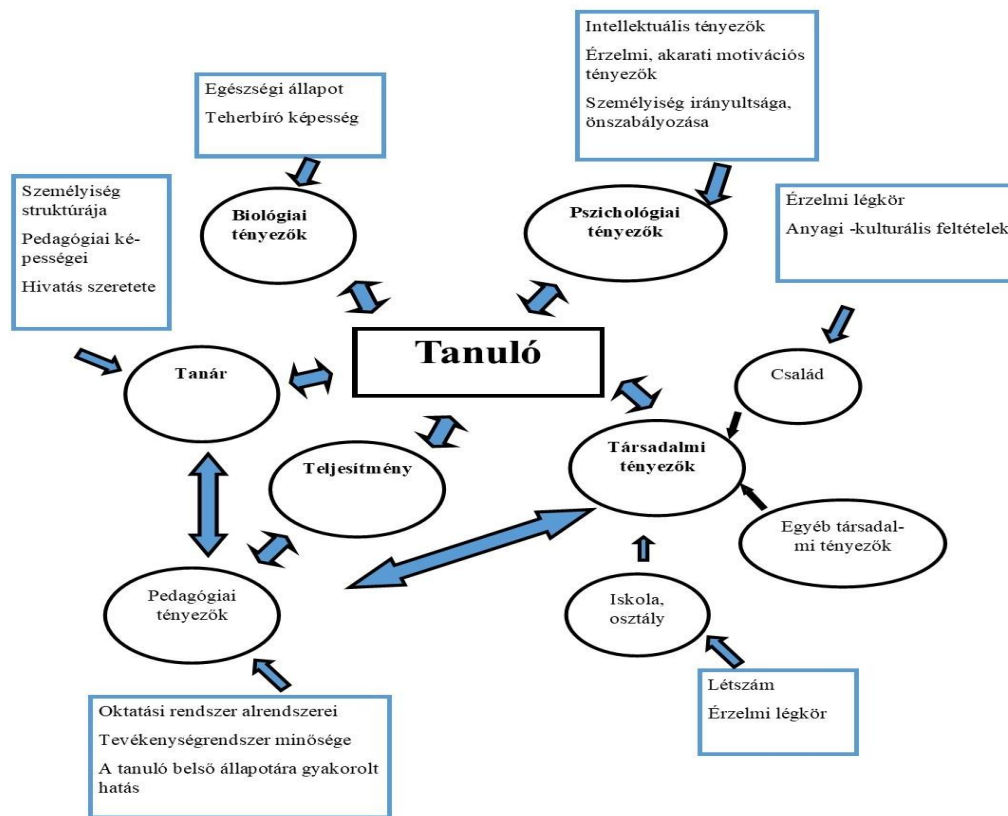 Intellektuális tényezők
Érzelmi, akarati motivációs
tényezők
Személyiség irányultsága,
önszabályozása
Egészségi állapot
Teherbíró képesség
Személyiség
struktúrája
Pedagógiai ké-
pességei
Hivatás szeretete
Biológiai
tényezők
Pszichológiai
tényezők
Érzelmi légkör
Anyagi -kulturális feltételek
Tanuló
Tanár
Család
Teljesítmény
Társadalmi
tényezők
Egyéb társadal-
mi tényezők
Pedagógiai
tényezők
Iskola,
osztály
Létszám
Érzelmi légkör
Oktatási rendszer alrendszerei
Tevékenységrendszer minősége
A tanuló belső állapotára gyakorolt
hatás